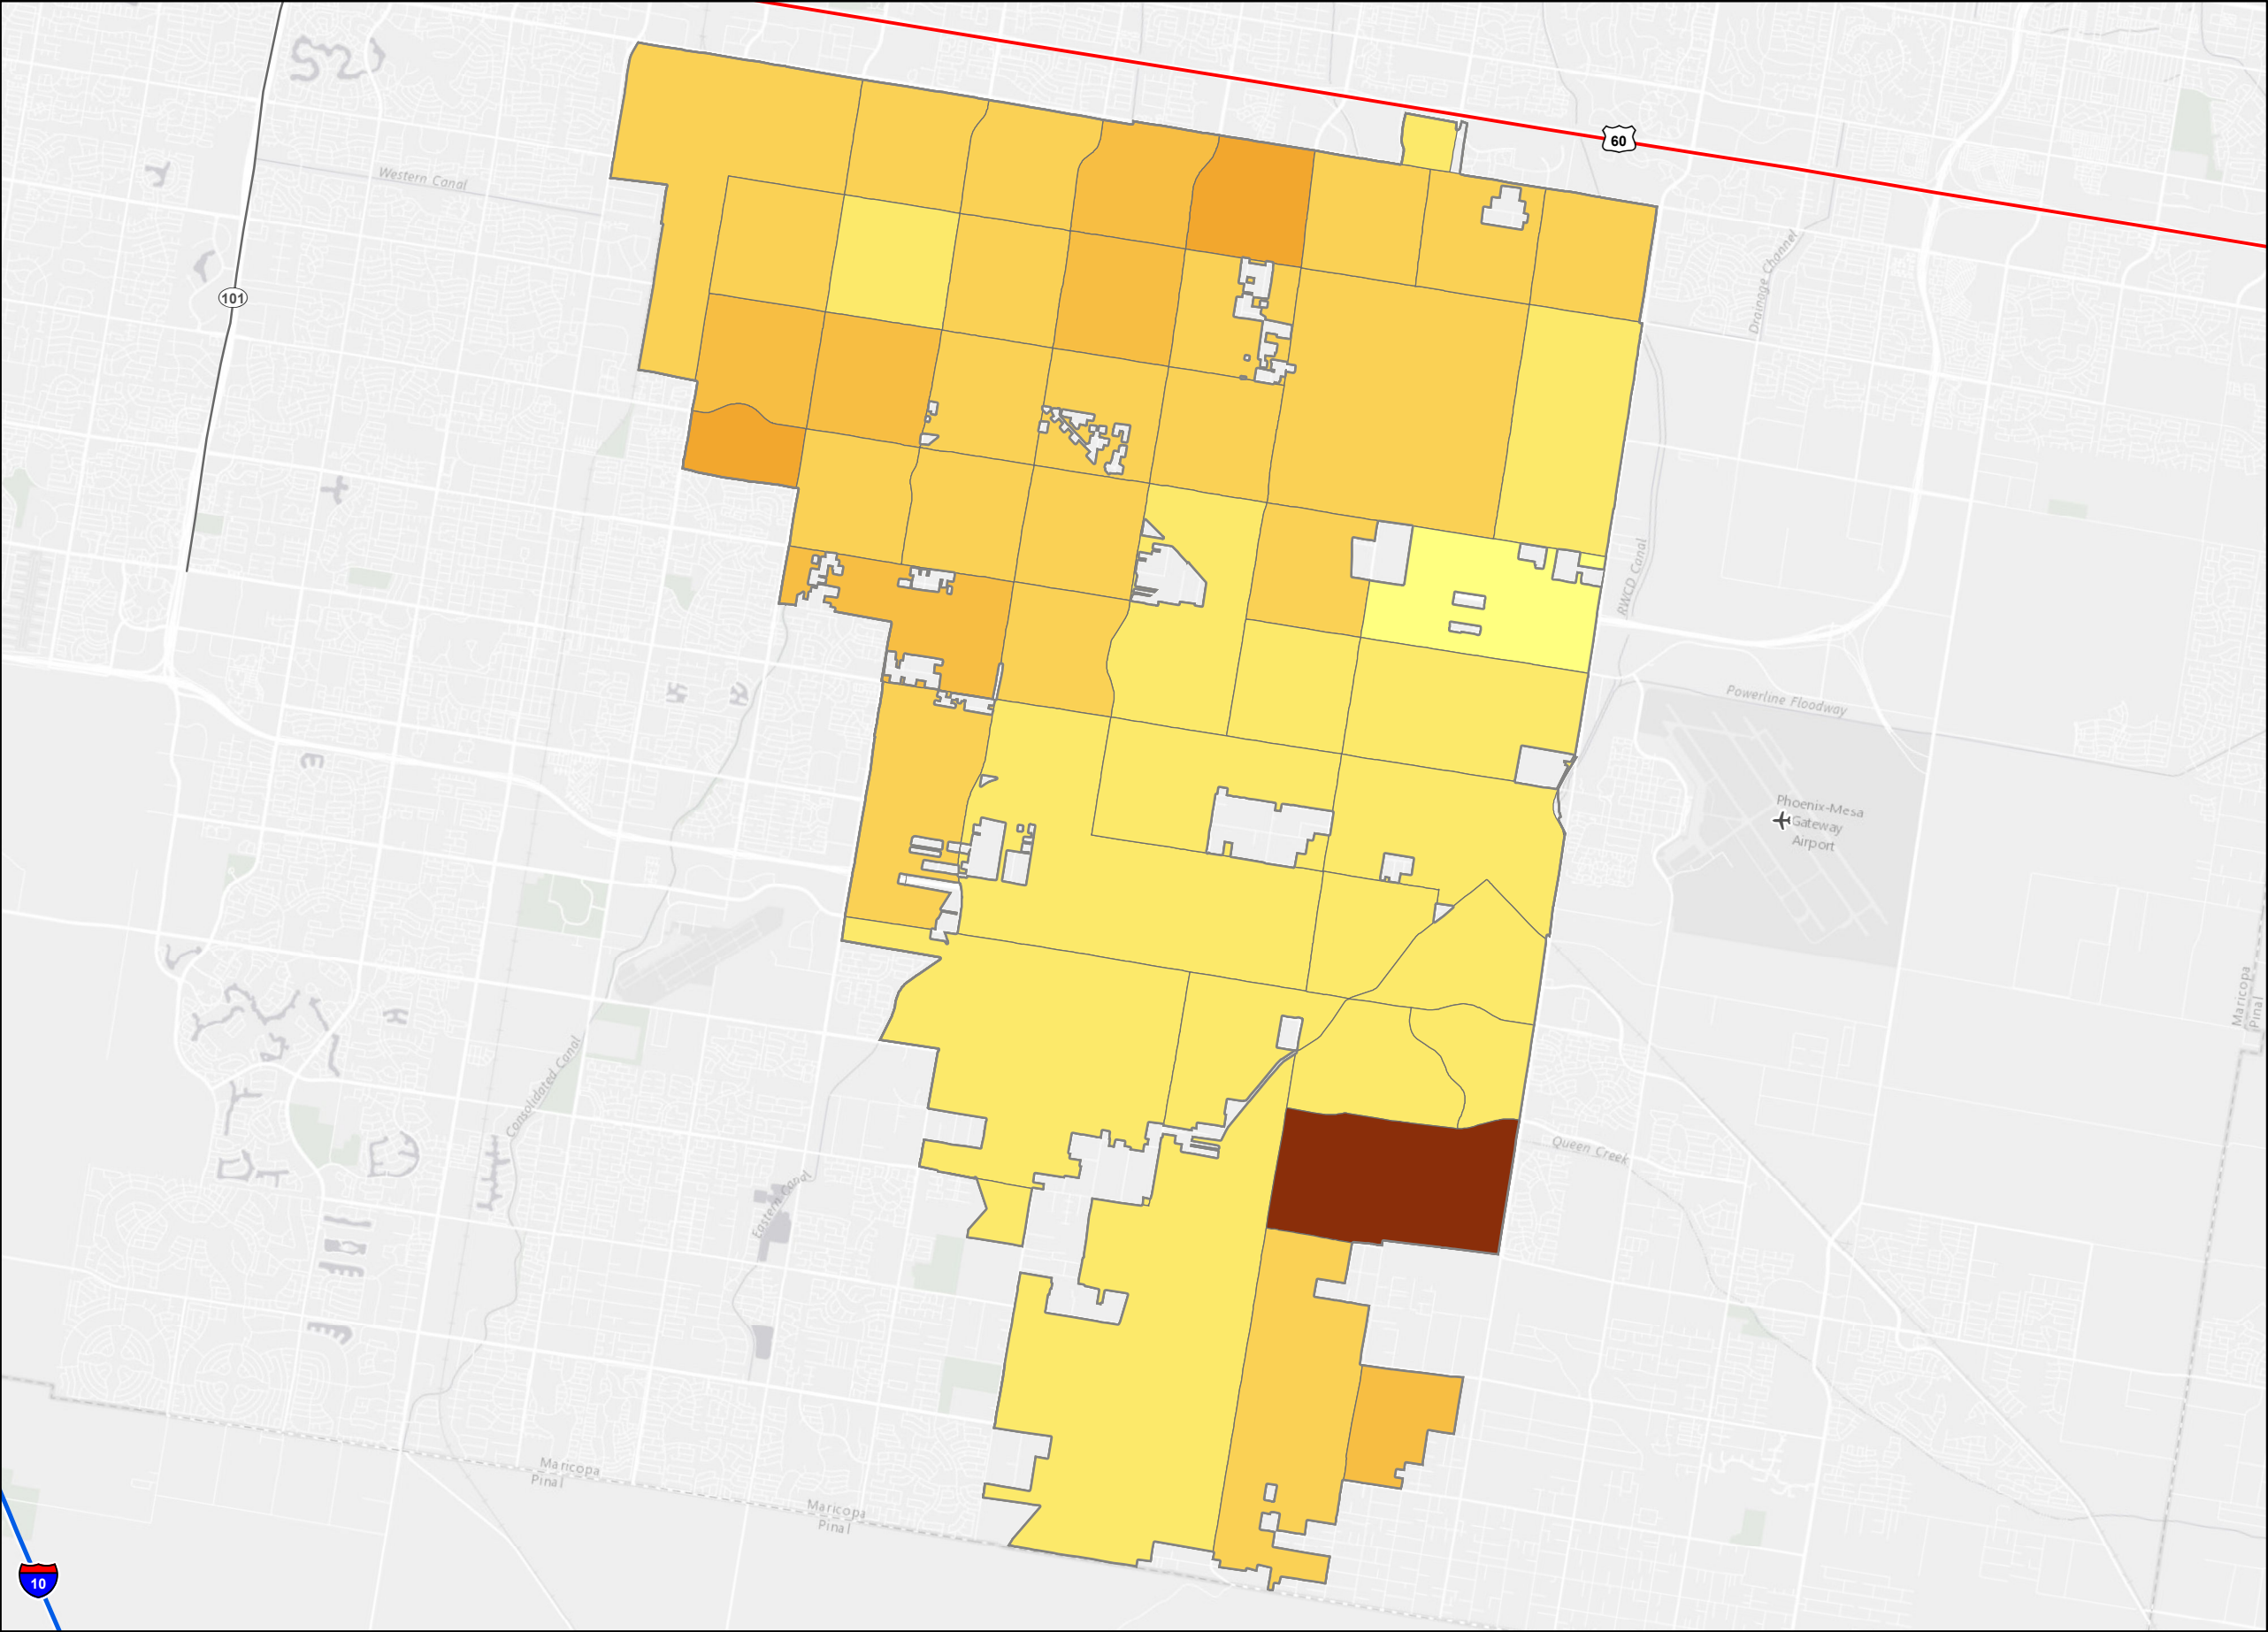 60
Western Canal
Drainage Channel
101
RWCD Canal
Powerline Floodway
Phoenix-Mesa
Gateway
Airport
Maricopa
Pinal
Consolidated Canal
Queen Creek
Eastern Canal
Maricopa
Pinal
Maricopa
Pinal
10